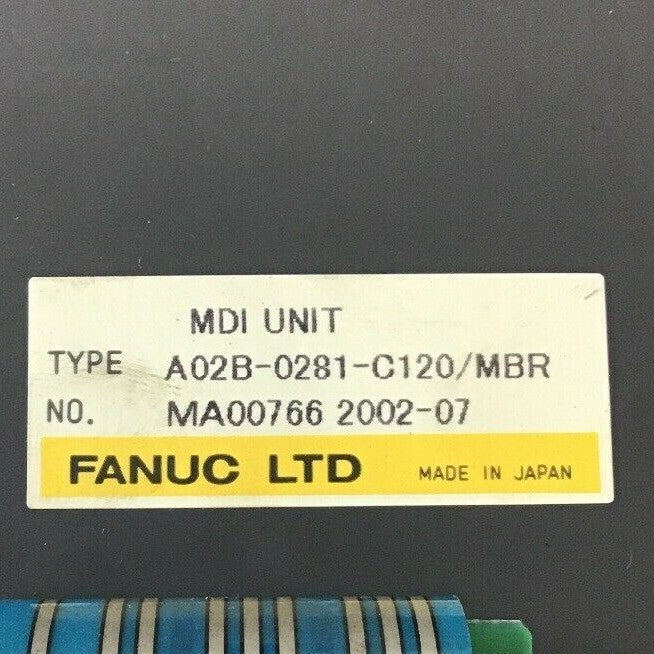 MDI UNIT
TYPE A02B-0281-C120/MBR
NO. MA00766 2002-07
FANUC LTD MADE IN JAPAN